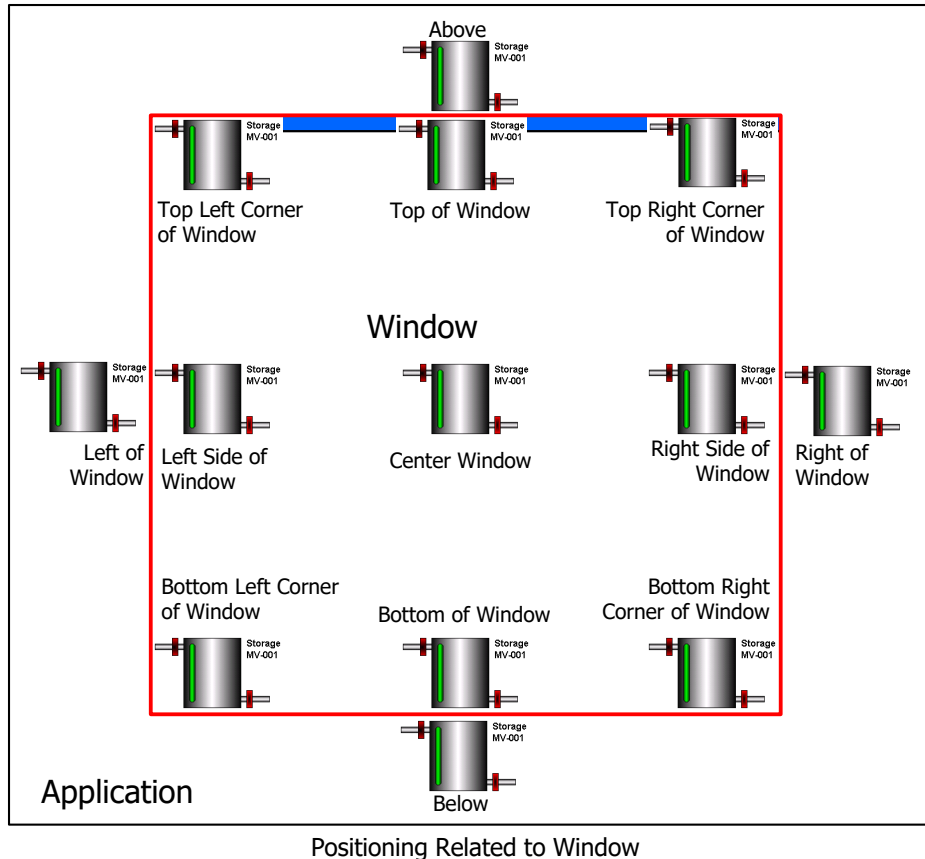 Above
Storage
MV-001
Storage
MV-001
Storage
MV-001
Storage
MV-001
Top Left Corner
of Window
Top of Window
Top Right Corner
of Window
Window
Storage
MV-001
Storage
MV-001
Storage
MV-001
Storage
MV-001
Storage
MV-001
Left of
Window
Left Side of
Window
Center Window
Right Side of
Window
Right of
Window
Bottom Left Corner
of Window
Bottom of Window
Bottom Right
Corner of Window
Storage
MV-001
Storage
MV-001
Storage
MV-001
Storage
MV-001
Application
Below
Positioning Related to Window